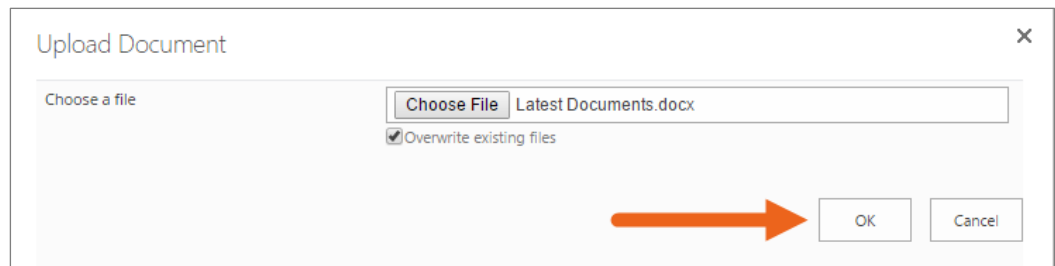 Upload Document
Choose a file
Choose File Latest Documents.docx
Overwrite existing files
OK Cancel